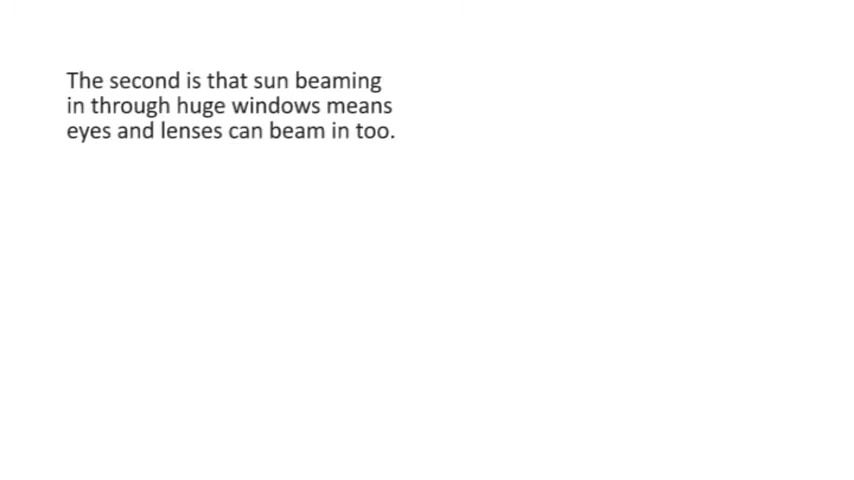 The second is that sun beaming
in through huge windows means
eyes and lenses can beam in too.